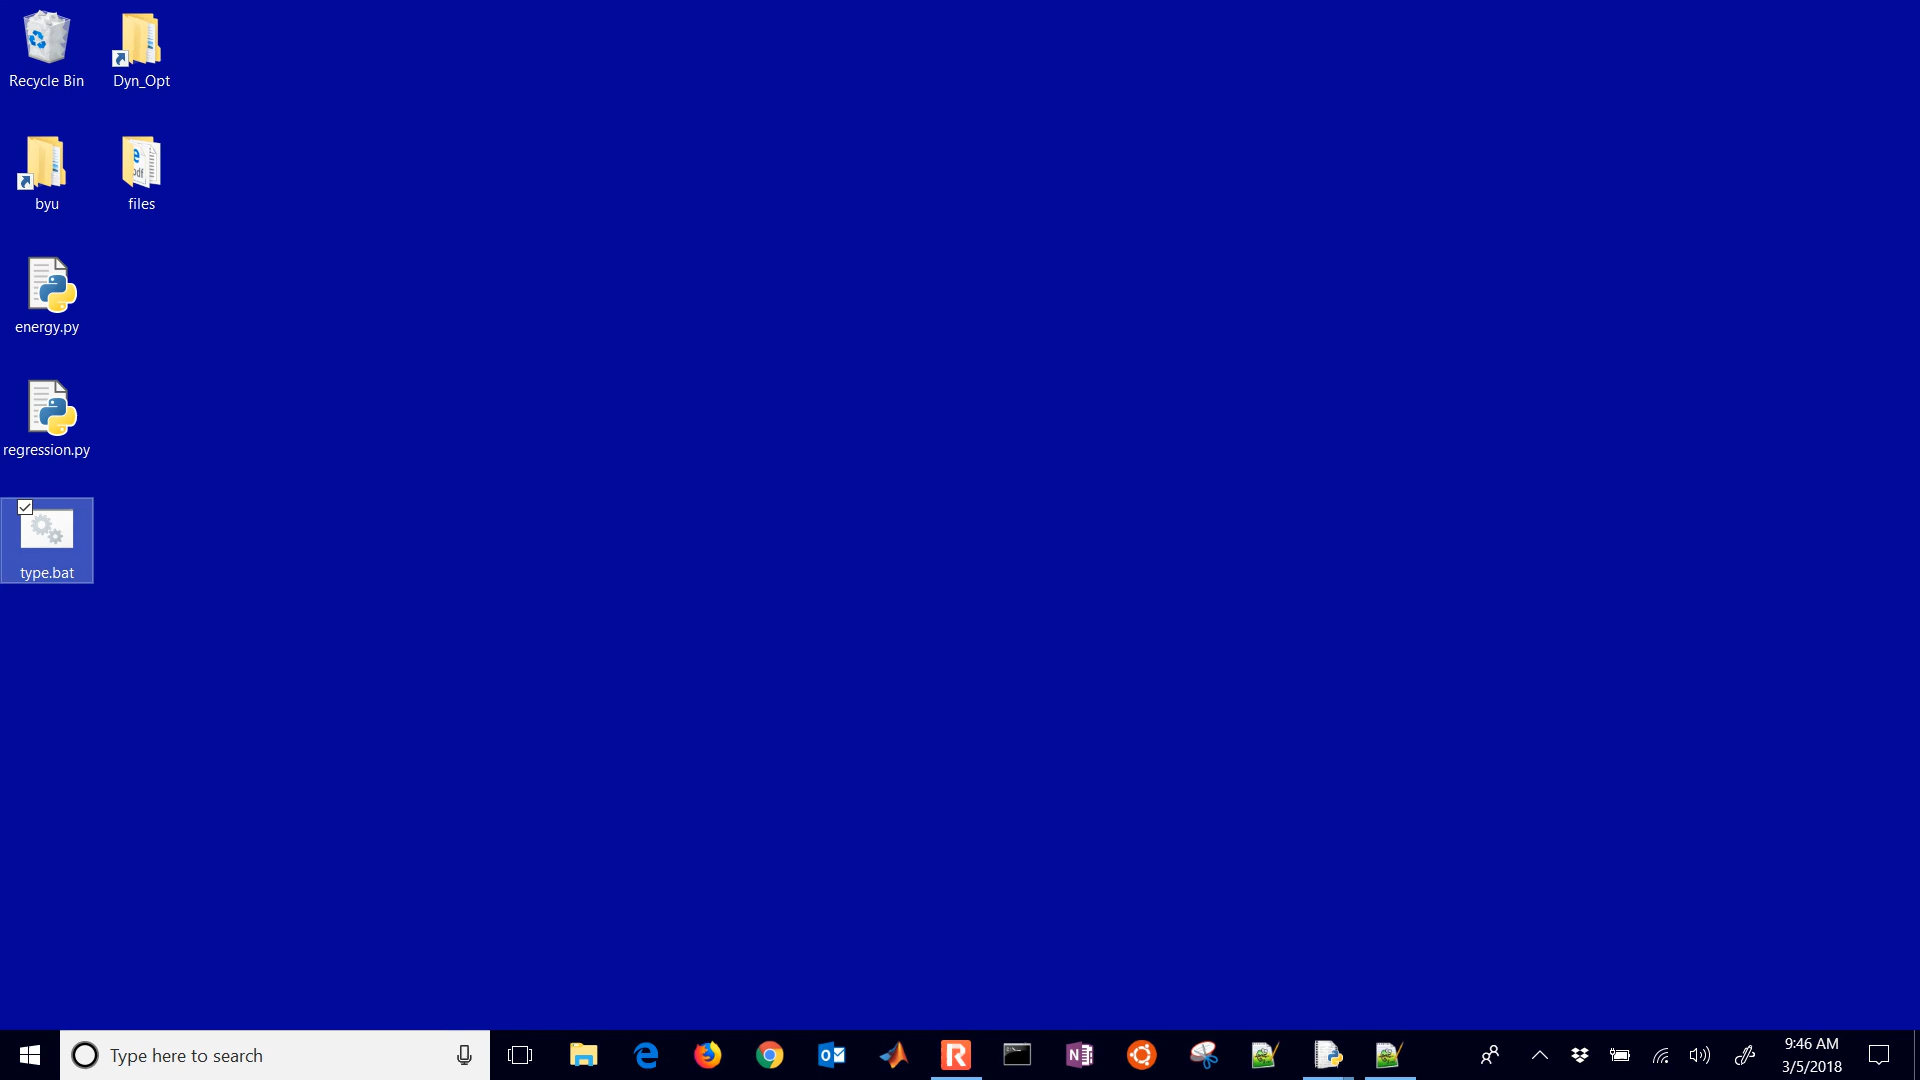 Recycle Bin
Dyn_Opt
byu
files
pdf
energy.py
regression.py
type.bat
Type here to search
9:46 AM
3/5/2018